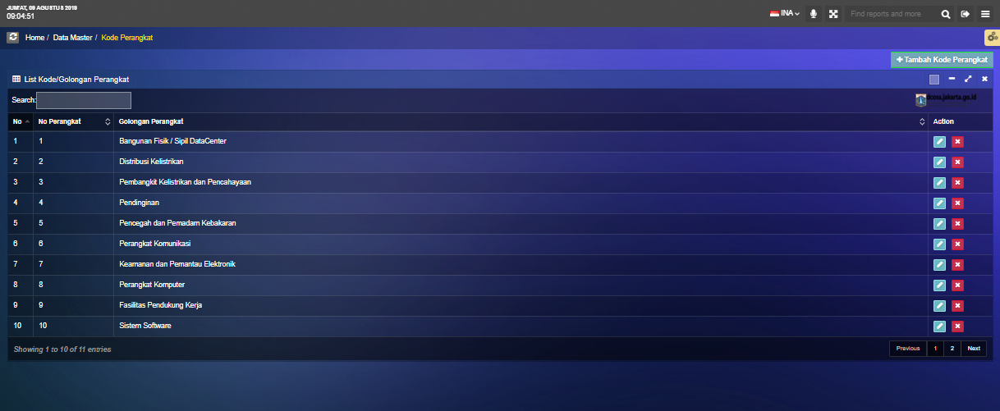 JUM'AT, 09 AGUSTUS 2019
09:04:51
INA
Find reports and more
Home / Data Master / Kode Perangkat
Tambah Kode Perangkat
List Kode/Golongan Perangkat
Search:
jakarta.go.id
No No Perangkat Golongan Perangkat Action
1 1 Bangunan Fisik / Sipil DataCenter
2 2 Distribusi Kelistrikan
3 3 Pembangkit Kelistrikan dan Pencahayaan
4 4 Pendinginan
5 5 Pencegah dan Pemadam Kebakaran
6 6 Perangkat Komunikasi
7 7 Keamanan dan Pemantau Elektronik
8 8 Perangkat Komputer
9 9 Fasilitas Pendukung Kerja
10 10 Sistem Software
Showing 1 to 10 of 11 entries
Previous 1 2 Next